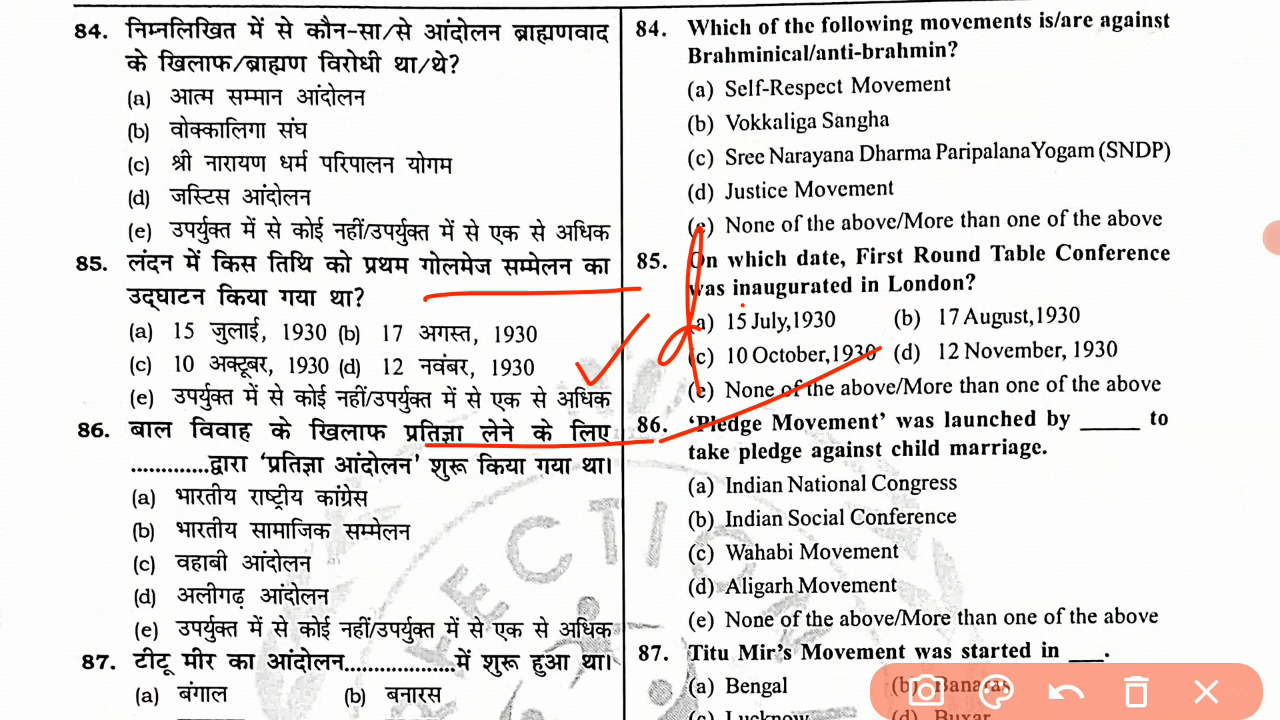 84. निम्नलिखित में से कौन-सा/से आंदोलन ब्राह्मणवाद
के खिलाफ/ब्राह्मण विरोधी था/थे?
(a) आत्म सम्मान आंदोलन
(b) वोक्कालिगा संघ
(c) श्री नारायण धर्म परिपालन योगम
(d) जस्टिस आंदोलन
(e) उपर्युक्त में से कोई नहीं/उपर्युक्त में से एक से अधिक
85. लंदन में किस तिथि को प्रथम गोलमेज सम्मेलन का
उद्घाटन किया गया था?
(a) 15 जुलाई, 1930 (b) 17 अगस्त, 1930
(c) 10 अक्टूबर, 1930 (d) 12 नवंबर, 1930
(e) उपर्युक्त में से कोई नहीं/उपर्युक्त में से एक से अधिक
86. बाल विवाह के खिलाफ प्रतिज्ञा लेने के लिए
.............द्वारा ‘प्रतिज्ञा आंदोलन’ शुरू किया गया था।
(a) भारतीय राष्ट्रीय कांग्रेस
(b) भारतीय सामाजिक सम्मेलन
(c) वहाबी आंदोलन
(d) अलीगढ़ आंदोलन
(e) उपर्युक्त में से कोई नहीं/उपर्युक्त में से एक से अधिक
87. टीटू मीर का आंदोलन...................में शुरू हुआ था।
(a) बंगाल (b) बनारस
84. Which of the following movements is/are against
Brahminical/anti-brahmin?
(a) Self-Respect Movement
(b) Vokkaliga Sangha
(c) Sree Narayana Dharma Paripalana Yogam (SNDP)
(d) Justice Movement
(e) None of the above/More than one of the above
85. On which date, First Round Table Conference
was inaugurated in London?
(a) 15 July,1930 (b) 17 August,1930
(c) 10 October,1930 (d) 12 November, 1930
(e) None of the above/More than one of the above
86. ‘Pledge Movement’ was launched by _____ to
take pledge against child marriage.
(a) Indian National Congress
(b) Indian Social Conference
(c) Wahabi Movement
(d) Aligarh Movement
(e) None of the above/More than one of the above
87. Titu Mir’s Movement was started in ___.
(a) Bengal (b) Banaras
(c) Lucknow (d) Buxar